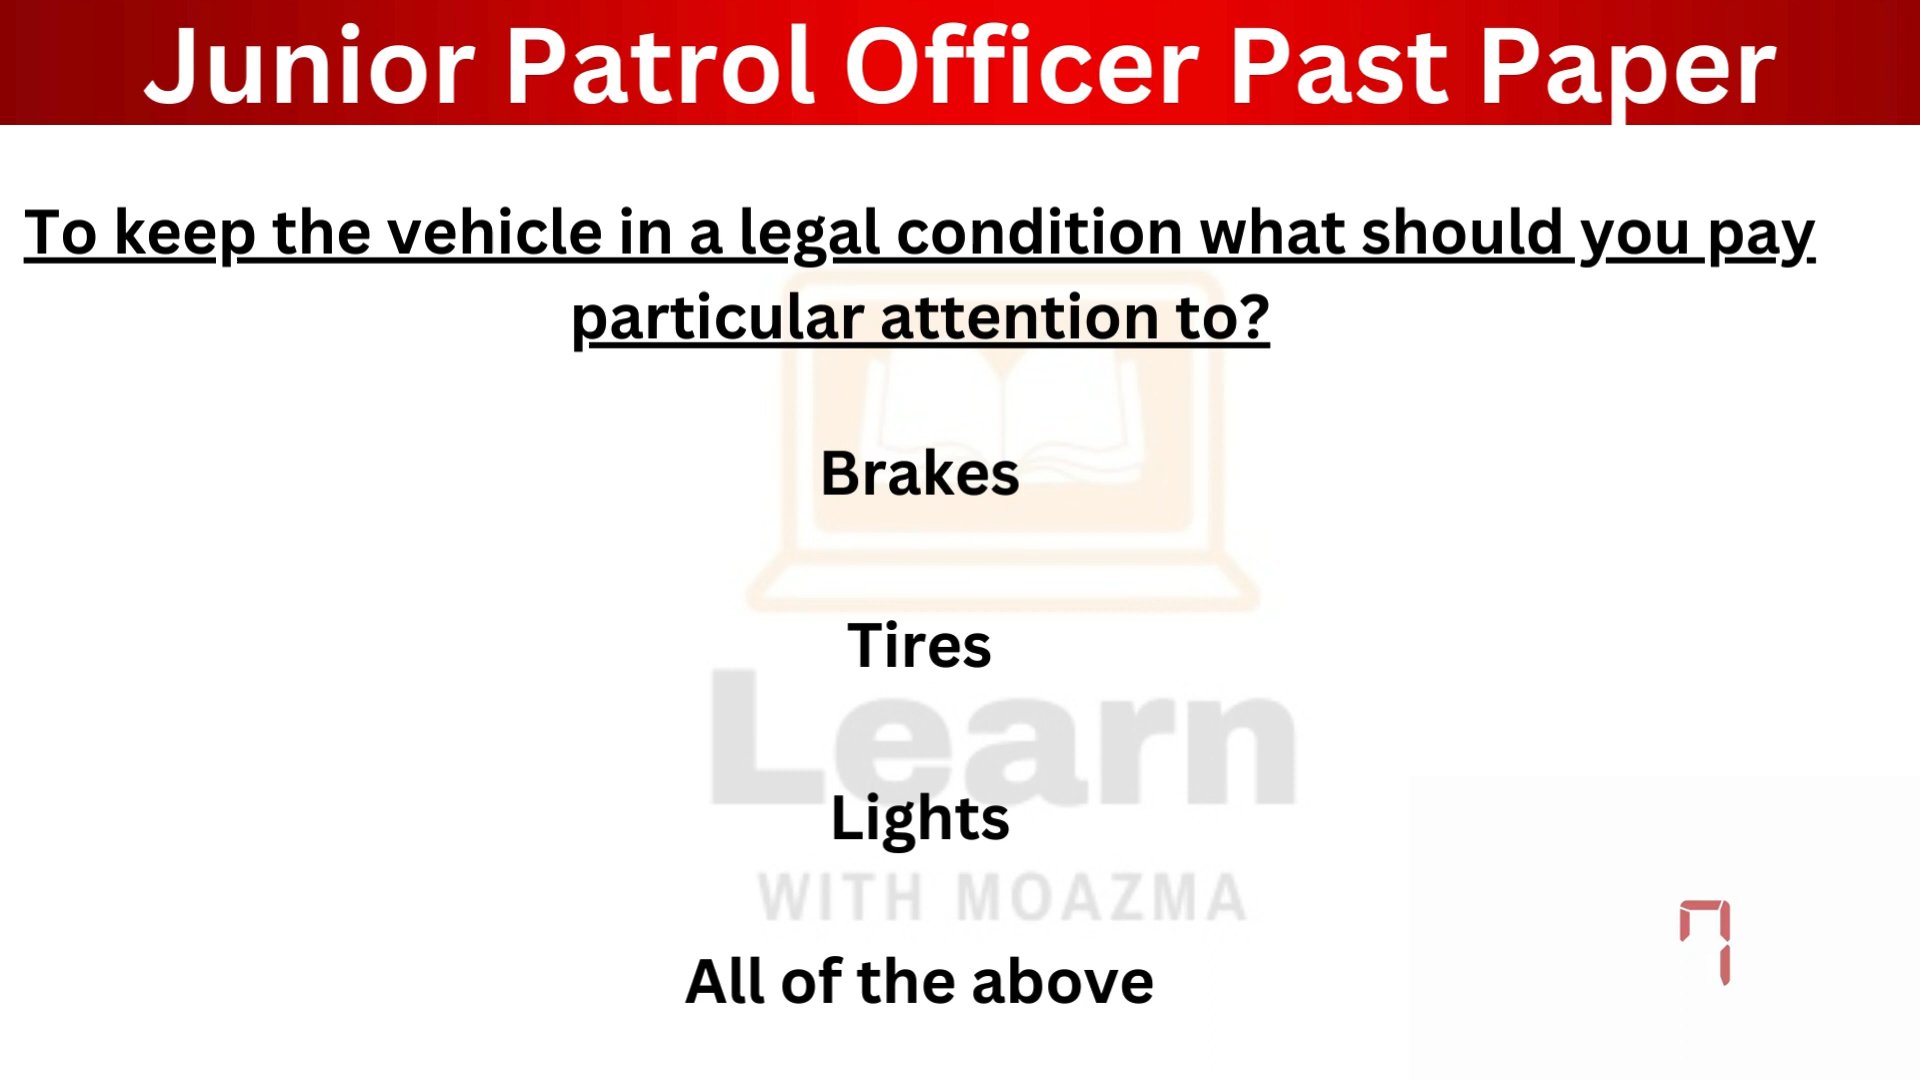 Junior Patrol Officer Past Paper
To keep the vehicle in a legal condition what should you pay
particular attention to?
Brakes
Tires
Learn
Lights
WITH MOAZMA
7
All of the above